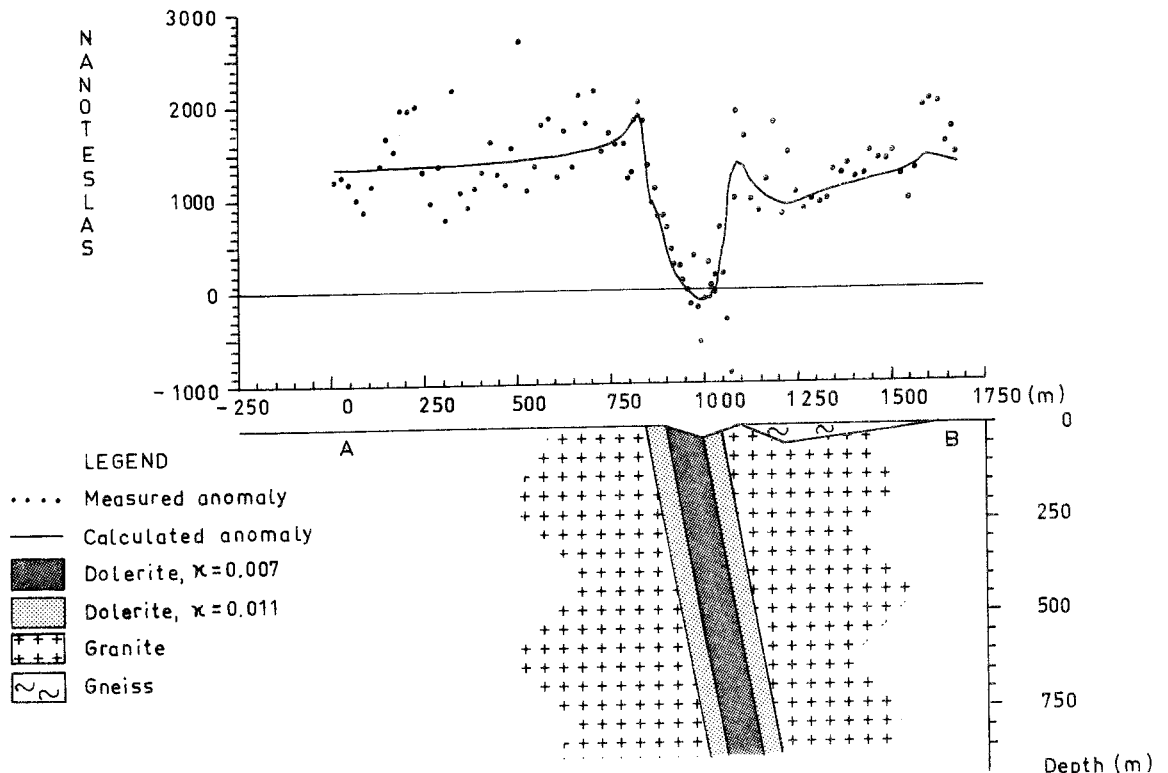 NANOTESLAS
3000
2000
1000
0
-1000
-250 0 250 500 750 1000 1250 1500 1750 (m)
A B 0
LEGEND
Measured anomaly
Calculated anomaly
Dolerite, ϰ=0.007
Dolerite, ϰ=0.011
Granite
Gneiss
250
500
750
Depth (m)